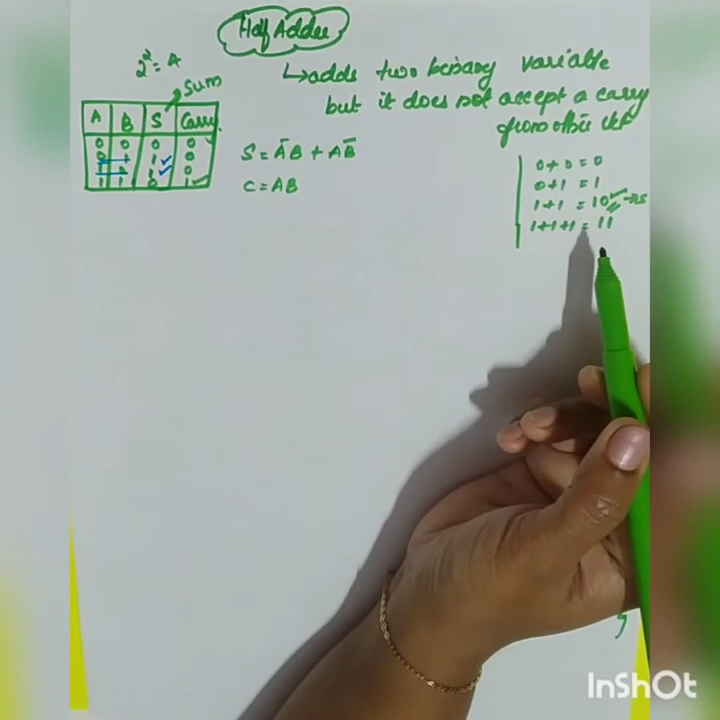 Half Adder
2² = 4
↳ adds two binary variable
but it does not accept a carry
from other
Sum
A B S Carry
0 0 0 0
0 1 1 ✓ 0
1 0 1 ✓ 0
1 1 0 1 ✓
S = A̅B + AB̅
C = AB
0+0=0
0+1=1
1+1=10
1+1+1=11
InShOt